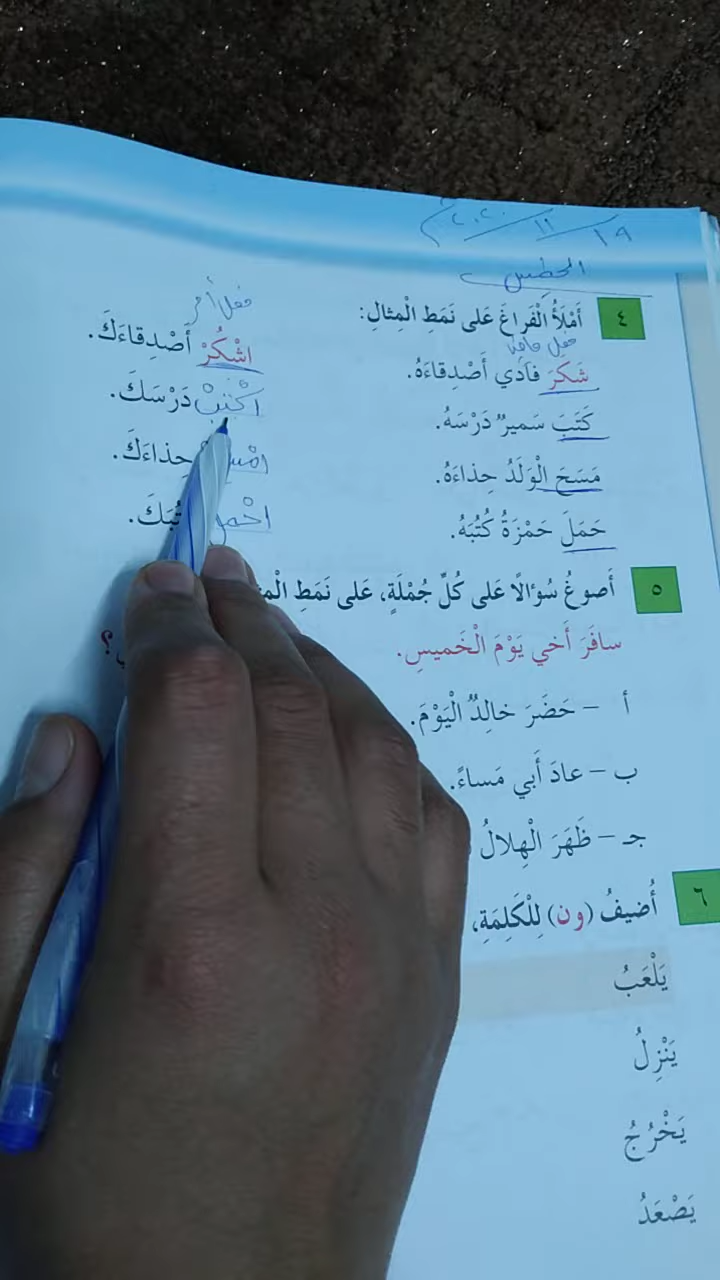 ١٩ / ١١ / ٢٠٢٠م
الخميس
٤ أَمْلَأُ الْفَراغَ عَلى نَمَطِ الْمِثالِ:
فعل ماضٍ فعل أمر
شَكَرَ فادي أَصْدِقاءَهُ. اشْكُرْ أَصْدِقاءَكَ.
كَتَبَ سَميرٌ دَرْسَهُ. اكْتبْ دَرْسَكَ.
مَسَحَ الْوَلَدُ حِذاءَهُ. حِذاءَكَ.
حَمَلَ حَمْزَةُ كُتُبَهُ.
٥ أَصوغُ سُؤالًا عَلى كُلِّ جُمْلَةٍ، عَلى نَمَطِ
سافَرَ أَخي يَوْمَ الْخَميسِ. ؟
أ – حَضَرَ خالِدٌ الْيَوْمَ.
ب – عادَ أَبي مَساءً.
جـ – ظَهَرَ الْهِلالُ
٦ أُضيفُ (ون) لِلْكَلِمَةِ،
يَلْعَبُ
يَنْزِلُ
يَخْرُجُ
يَصْعَدُ